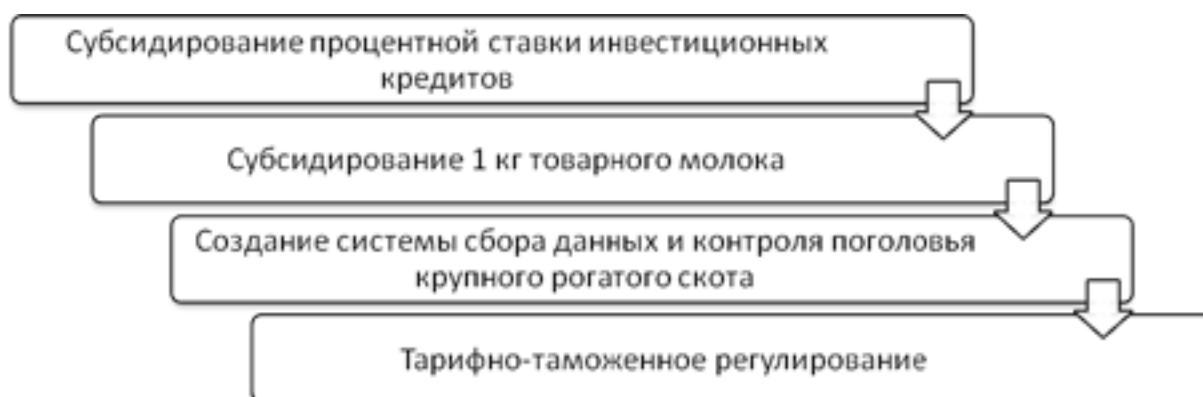 Субсидирование процентной ставки инвестиционных
кредитов
Субсидирование 1 кг товарного молока
Создание системы сбора данных и контроля поголовья
крупного рогатого скота
Тарифно-таможенное регулирование